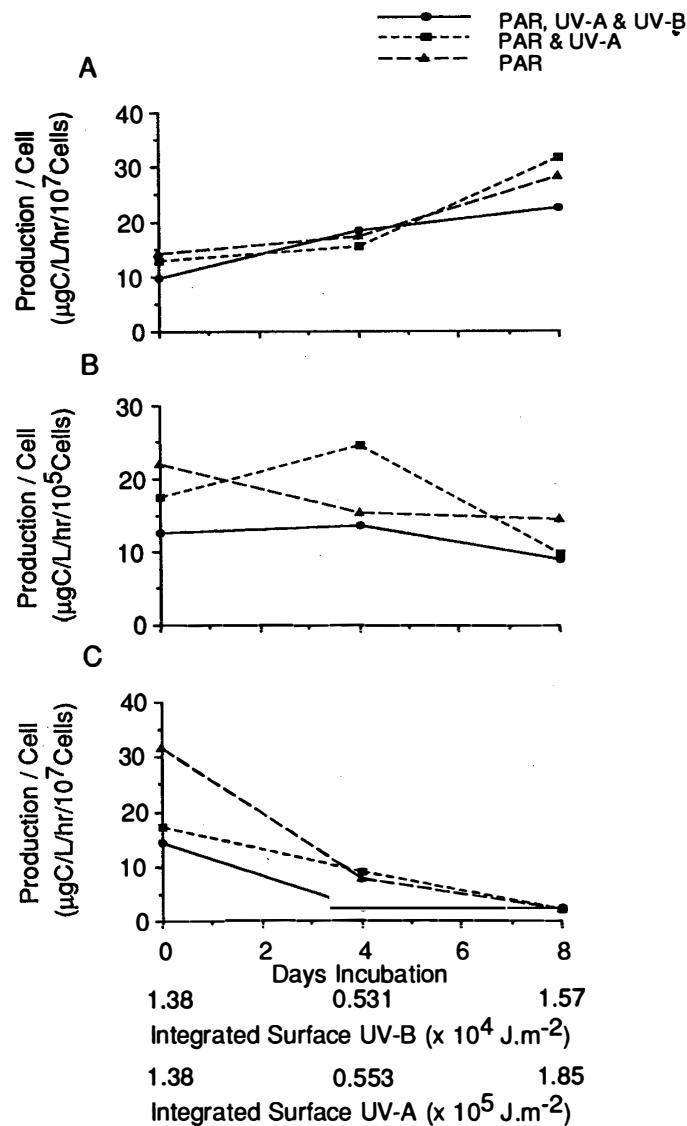 PAR, UV-A & UV-B
PAR & UV-A
PAR
A
40
30
20
10
0
Production / Cell
(µgC/L/hr/10⁷Cells)
B
30
20
10
0
Production / Cell
(µgC/L/hr/10⁵Cells)
C
40
30
20
10
0
Production / Cell
(µgC/L/hr/10⁷Cells)
0 2 4 6 8
Days Incubation
1.38 0.531 1.57
Integrated Surface UV-B (x 10⁴ J.m⁻²)
1.38 0.553 1.85
Integrated Surface UV-A (x 10⁵ J.m⁻²)